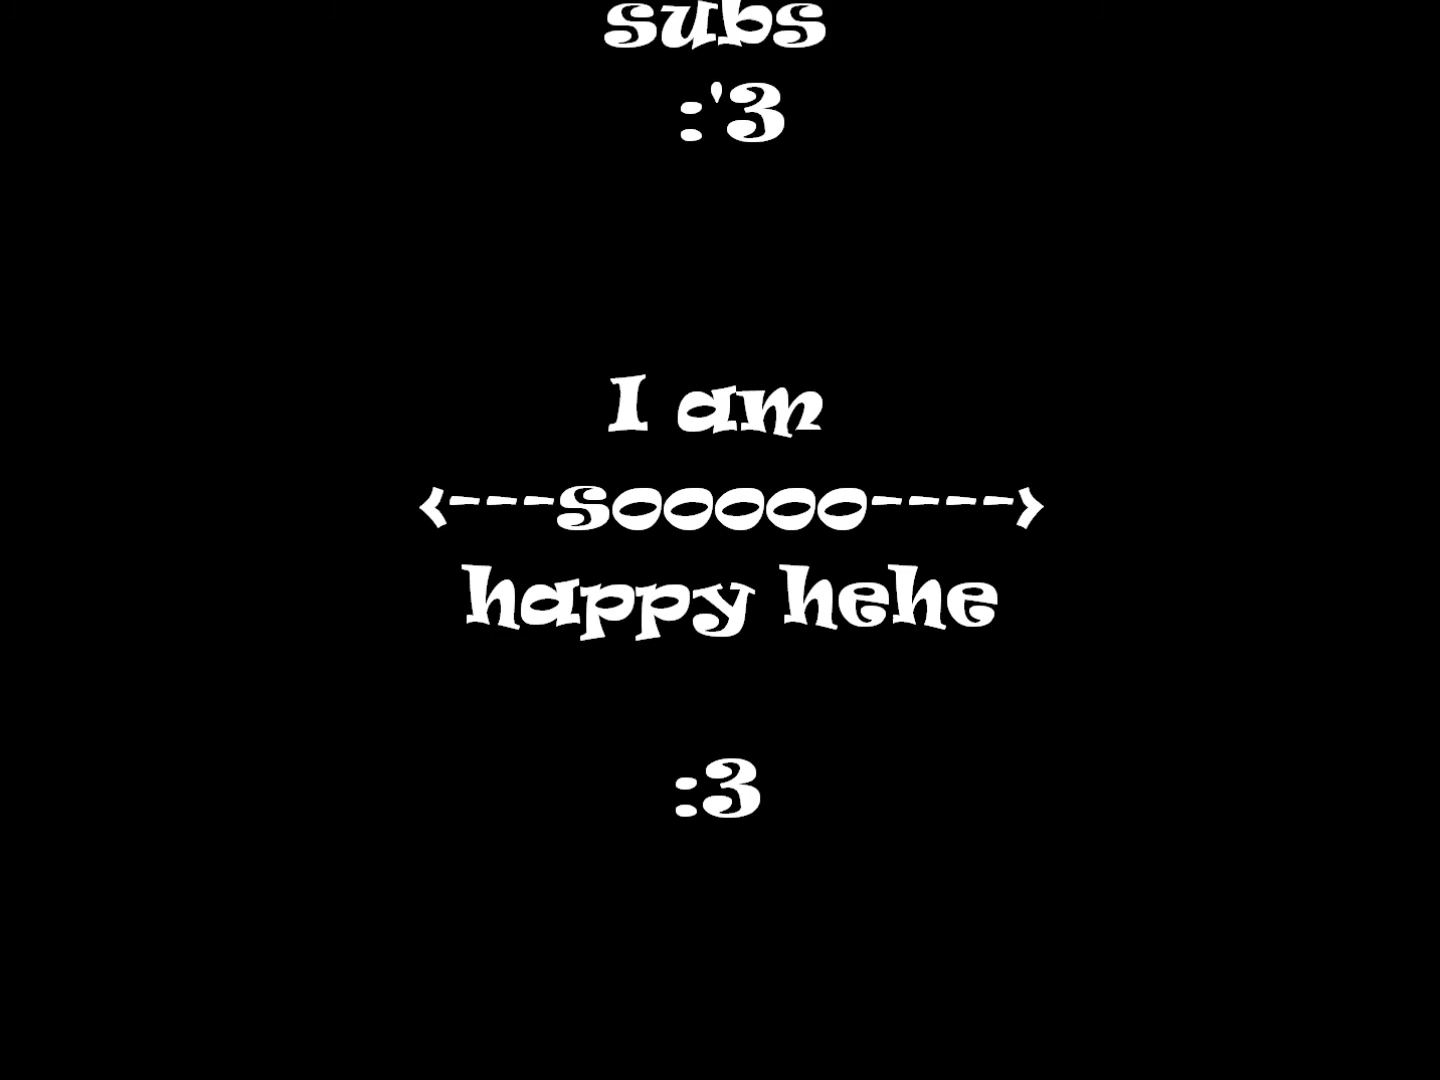 subs
:'3
I am
<---sooooo---->
happy hehe
:3